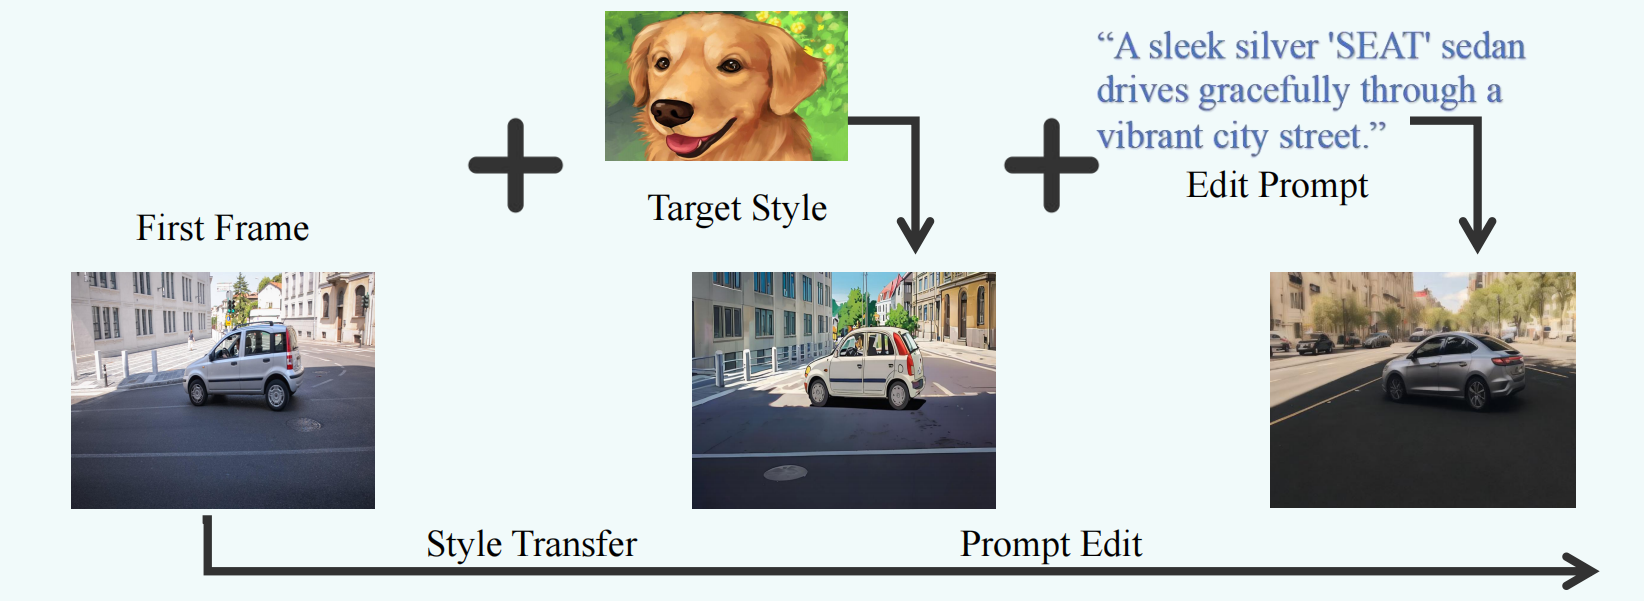 “A sleek silver 'SEAT' sedan
drives gracefully through a
vibrant city street.”
Edit Prompt
Target Style
First Frame
Style Transfer
Prompt Edit